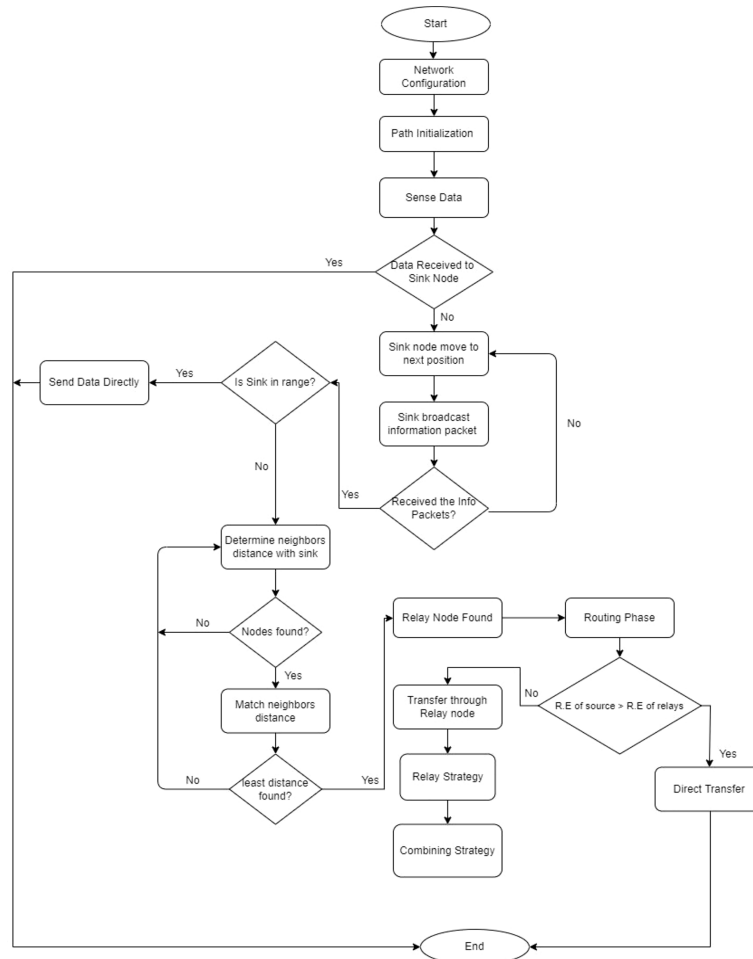 Start
Network
Configuration
Path Initialization
Sense Data
Data Received to
Sink Node
Yes
No
Sink node move to
next position
Sink broadcast
information packet
Received the Info
Packets?
No
Yes
Is Sink in range?
Yes
Send Data Directly
No
Determine neighbors
distance with sink
Nodes found?
No
Yes
Match neighbors
distance
least distance
found?
No
Yes
Relay Node Found
Routing Phase
R.E of source > R.E of relays
No
Transfer through
Relay node
Relay Strategy
Combining Strategy
Yes
Direct Transfer
End